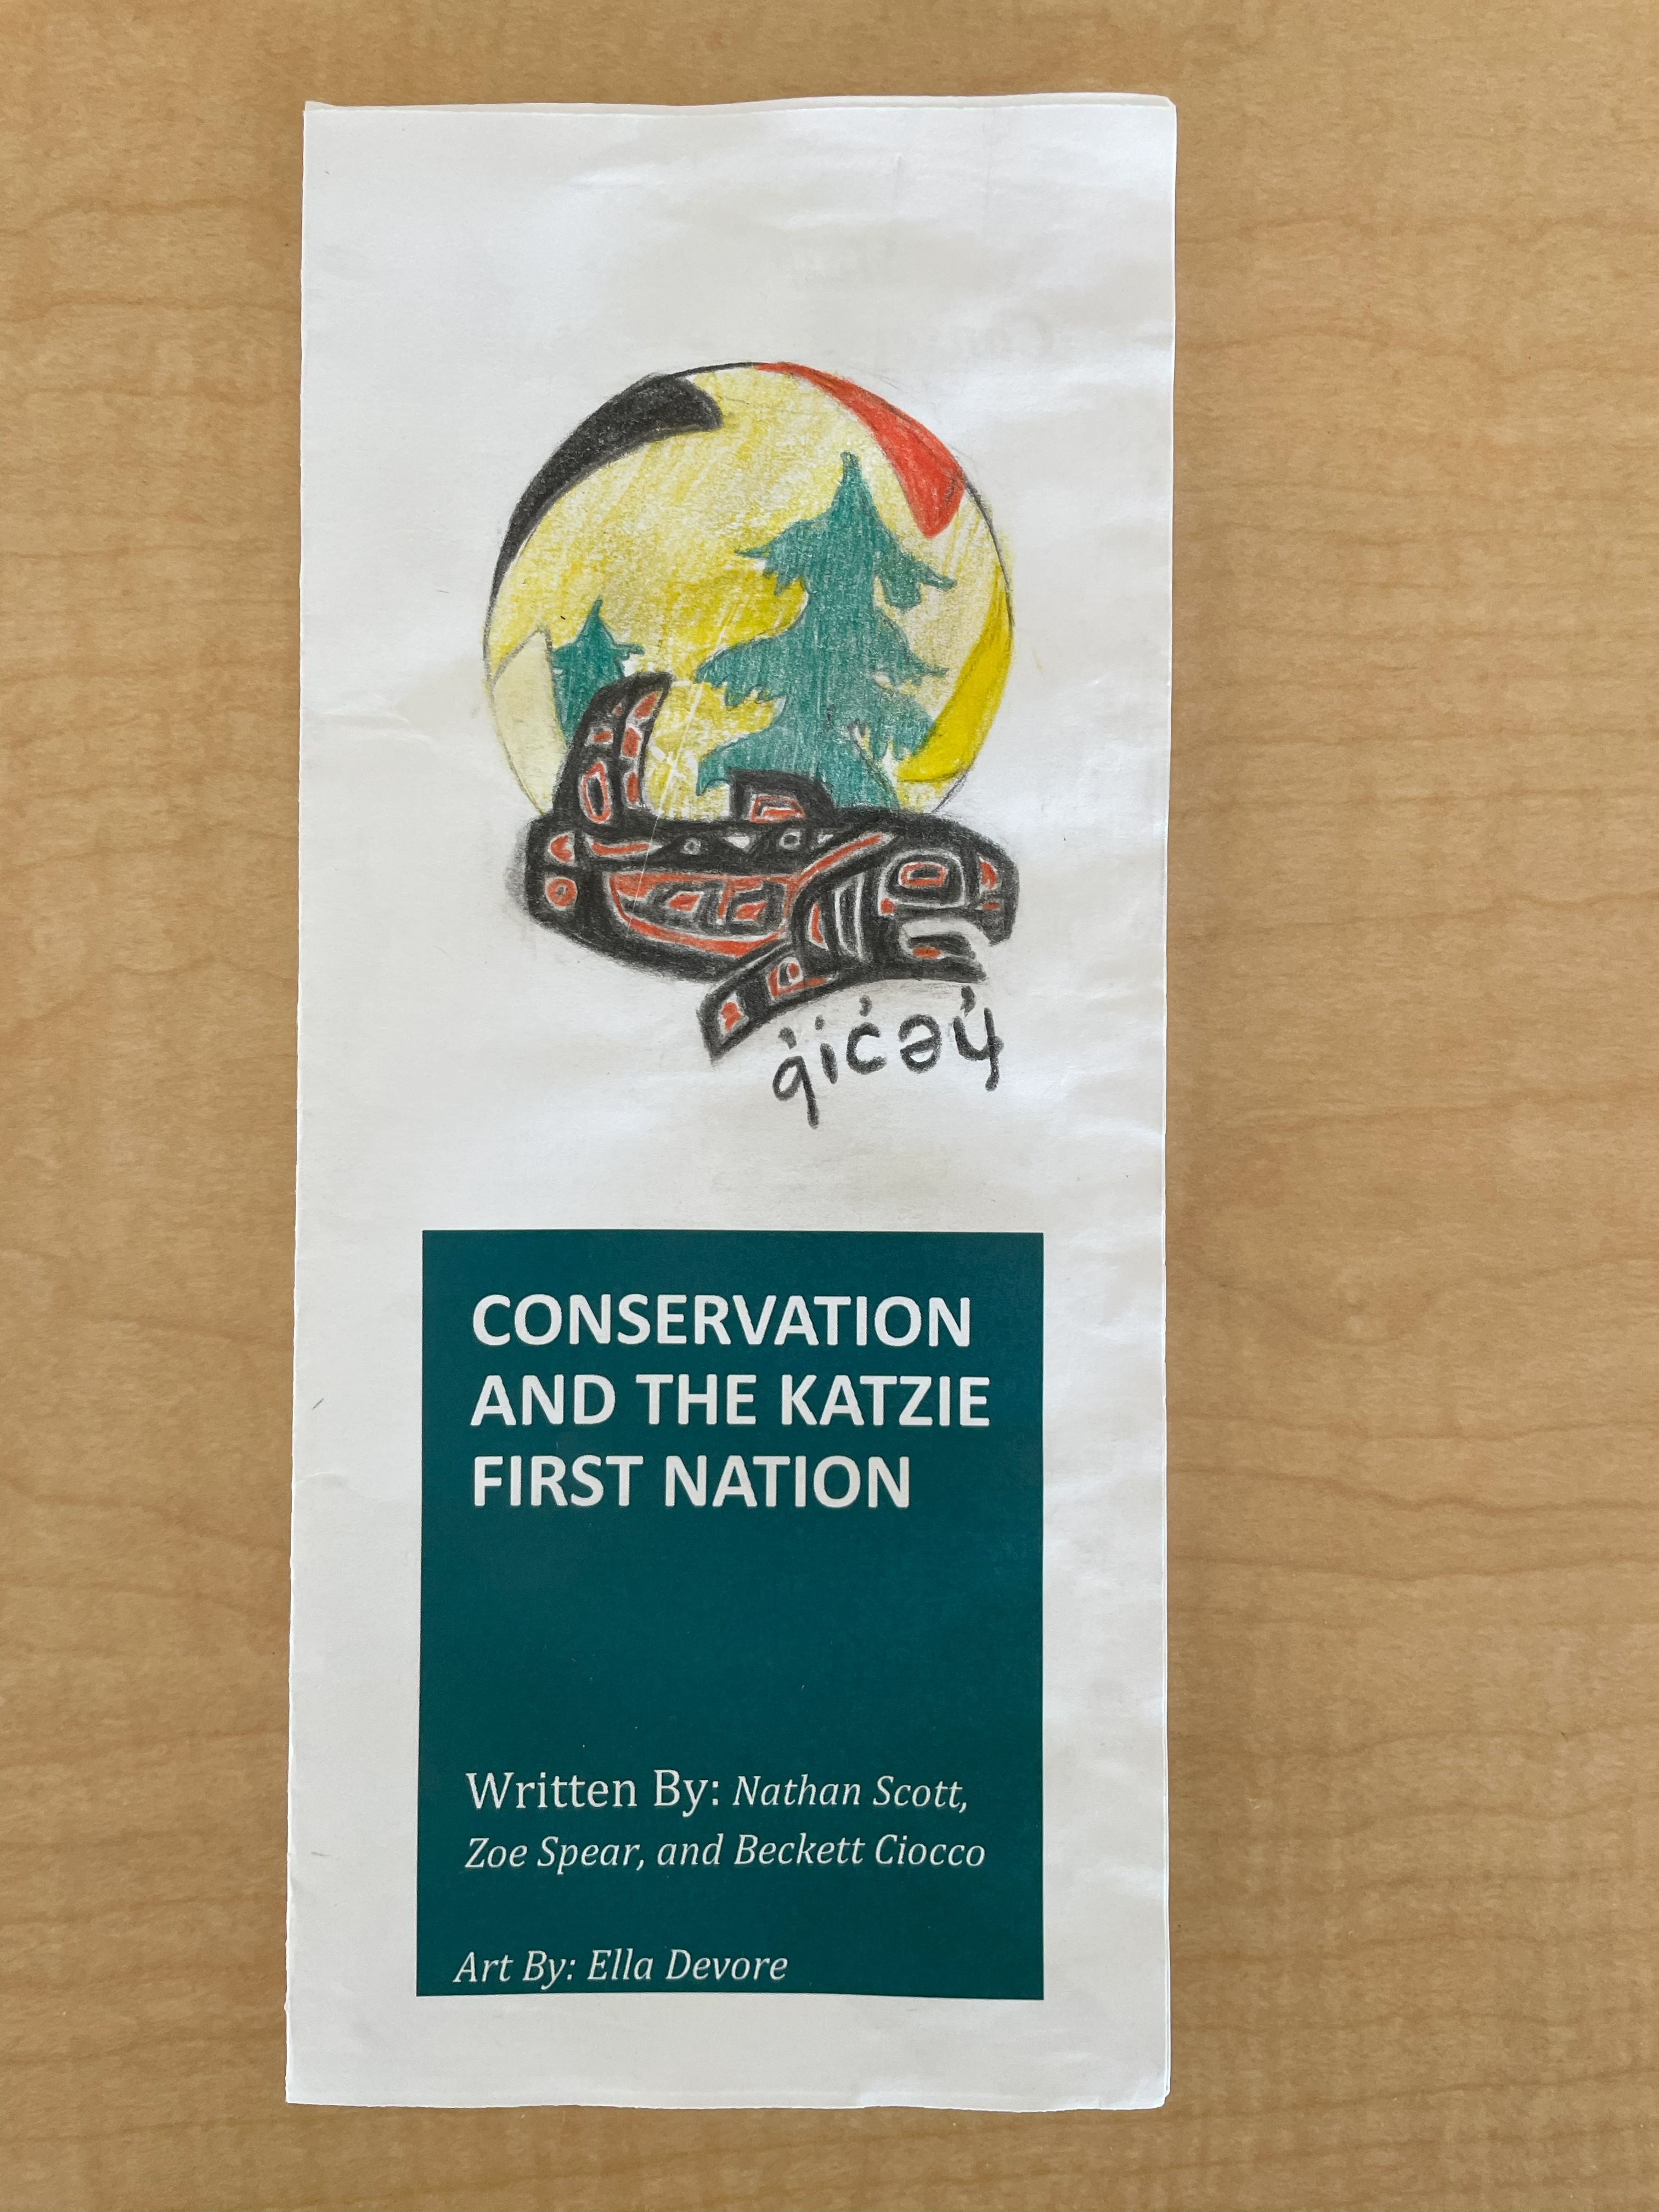 q̓ic̓əy̓
CONSERVATION
AND THE KATZIE
FIRST NATION
Written By: Nathan Scott,
Zoe Spear, and Beckett Ciocco
Art By: Ella Devore